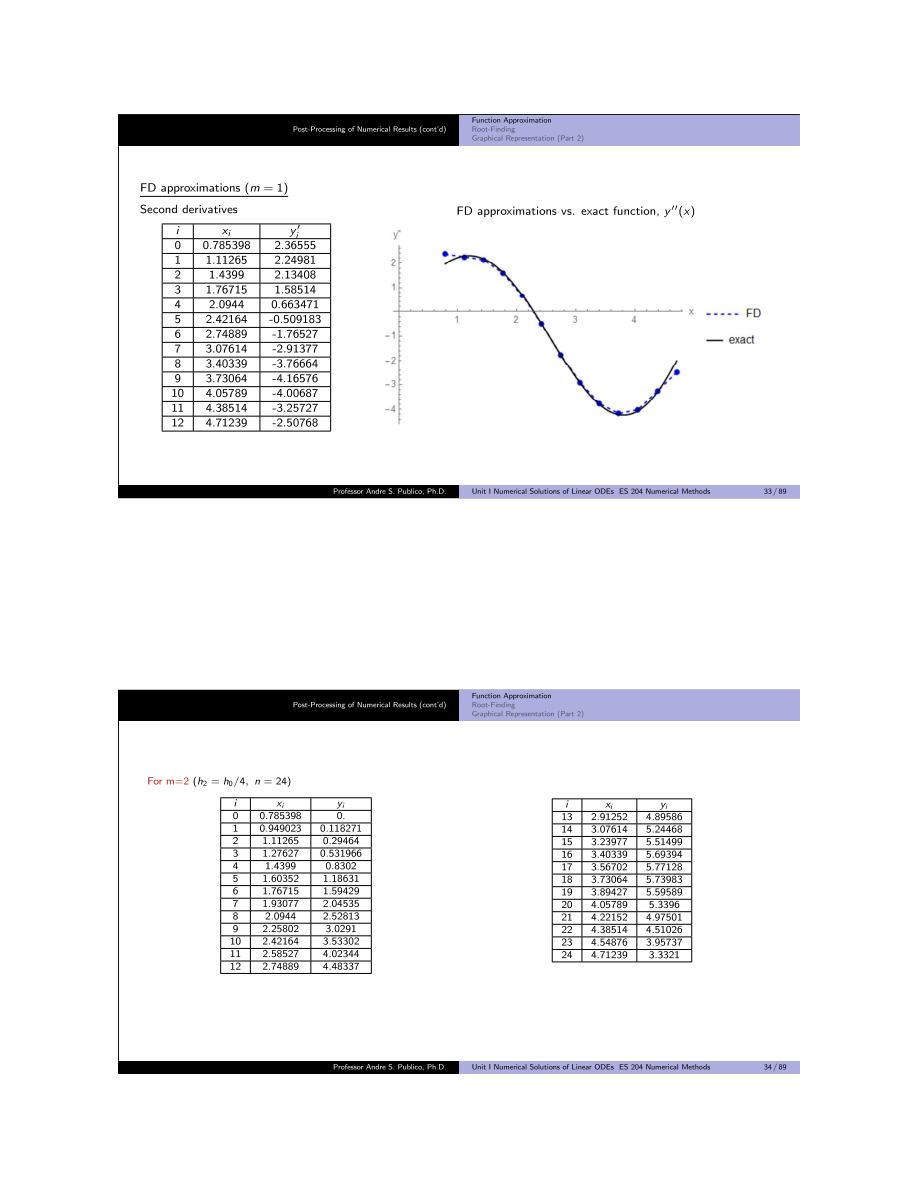 Post-Processing of Numerical Results (cont'd)
Function Approximation
Root-Finding
Graphical Representation (Part 2)
FD approximations (m = 1)
Second derivatives
i xᵢ y′ᵢ
0 0.785398 2.36555
1 1.11265 2.24981
2 1.4399 2.13408
3 1.76715 1.58514
4 2.0944 0.663471
5 2.42164 -0.509183
6 2.74889 -1.76527
7 3.07614 -2.91377
8 3.40339 -3.76664
9 3.73064 -4.16576
10 4.05789 -4.00687
11 4.38514 -3.25727
12 4.71239 -2.50768
FD approximations vs. exact function, y″(x)
y"
2
1
−1
−2
−3
−4
1 2 3 4
x
FD
exact
Professor Andre S. Publico, Ph.D.
Unit I Numerical Solutions of Linear ODEs ES 204 Numerical Methods
33 / 89
Post-Processing of Numerical Results (cont'd)
Function Approximation
Root-Finding
Graphical Representation (Part 2)
For m=2 (h₂ = h₀/4, n = 24)
i xᵢ yᵢ
0 0.785398 0.
1 0.949023 0.118271
2 1.11265 0.29464
3 1.27627 0.531966
4 1.4399 0.8302
5 1.60352 1.18631
6 1.76715 1.59429
7 1.93077 2.04535
8 2.0944 2.52813
9 2.25802 3.0291
10 2.42164 3.53302
11 2.58527 4.02344
12 2.74889 4.48337
i xᵢ yᵢ
13 2.91252 4.89586
14 3.07614 5.24468
15 3.23977 5.51499
16 3.40339 5.69394
17 3.56702 5.77128
18 3.73064 5.73983
19 3.89427 5.59589
20 4.05789 5.3396
21 4.22152 4.97501
22 4.38514 4.51026
23 4.54876 3.95737
24 4.71239 3.3321
Professor Andre S. Publico, Ph.D.
Unit I Numerical Solutions of Linear ODEs ES 204 Numerical Methods
34 / 89